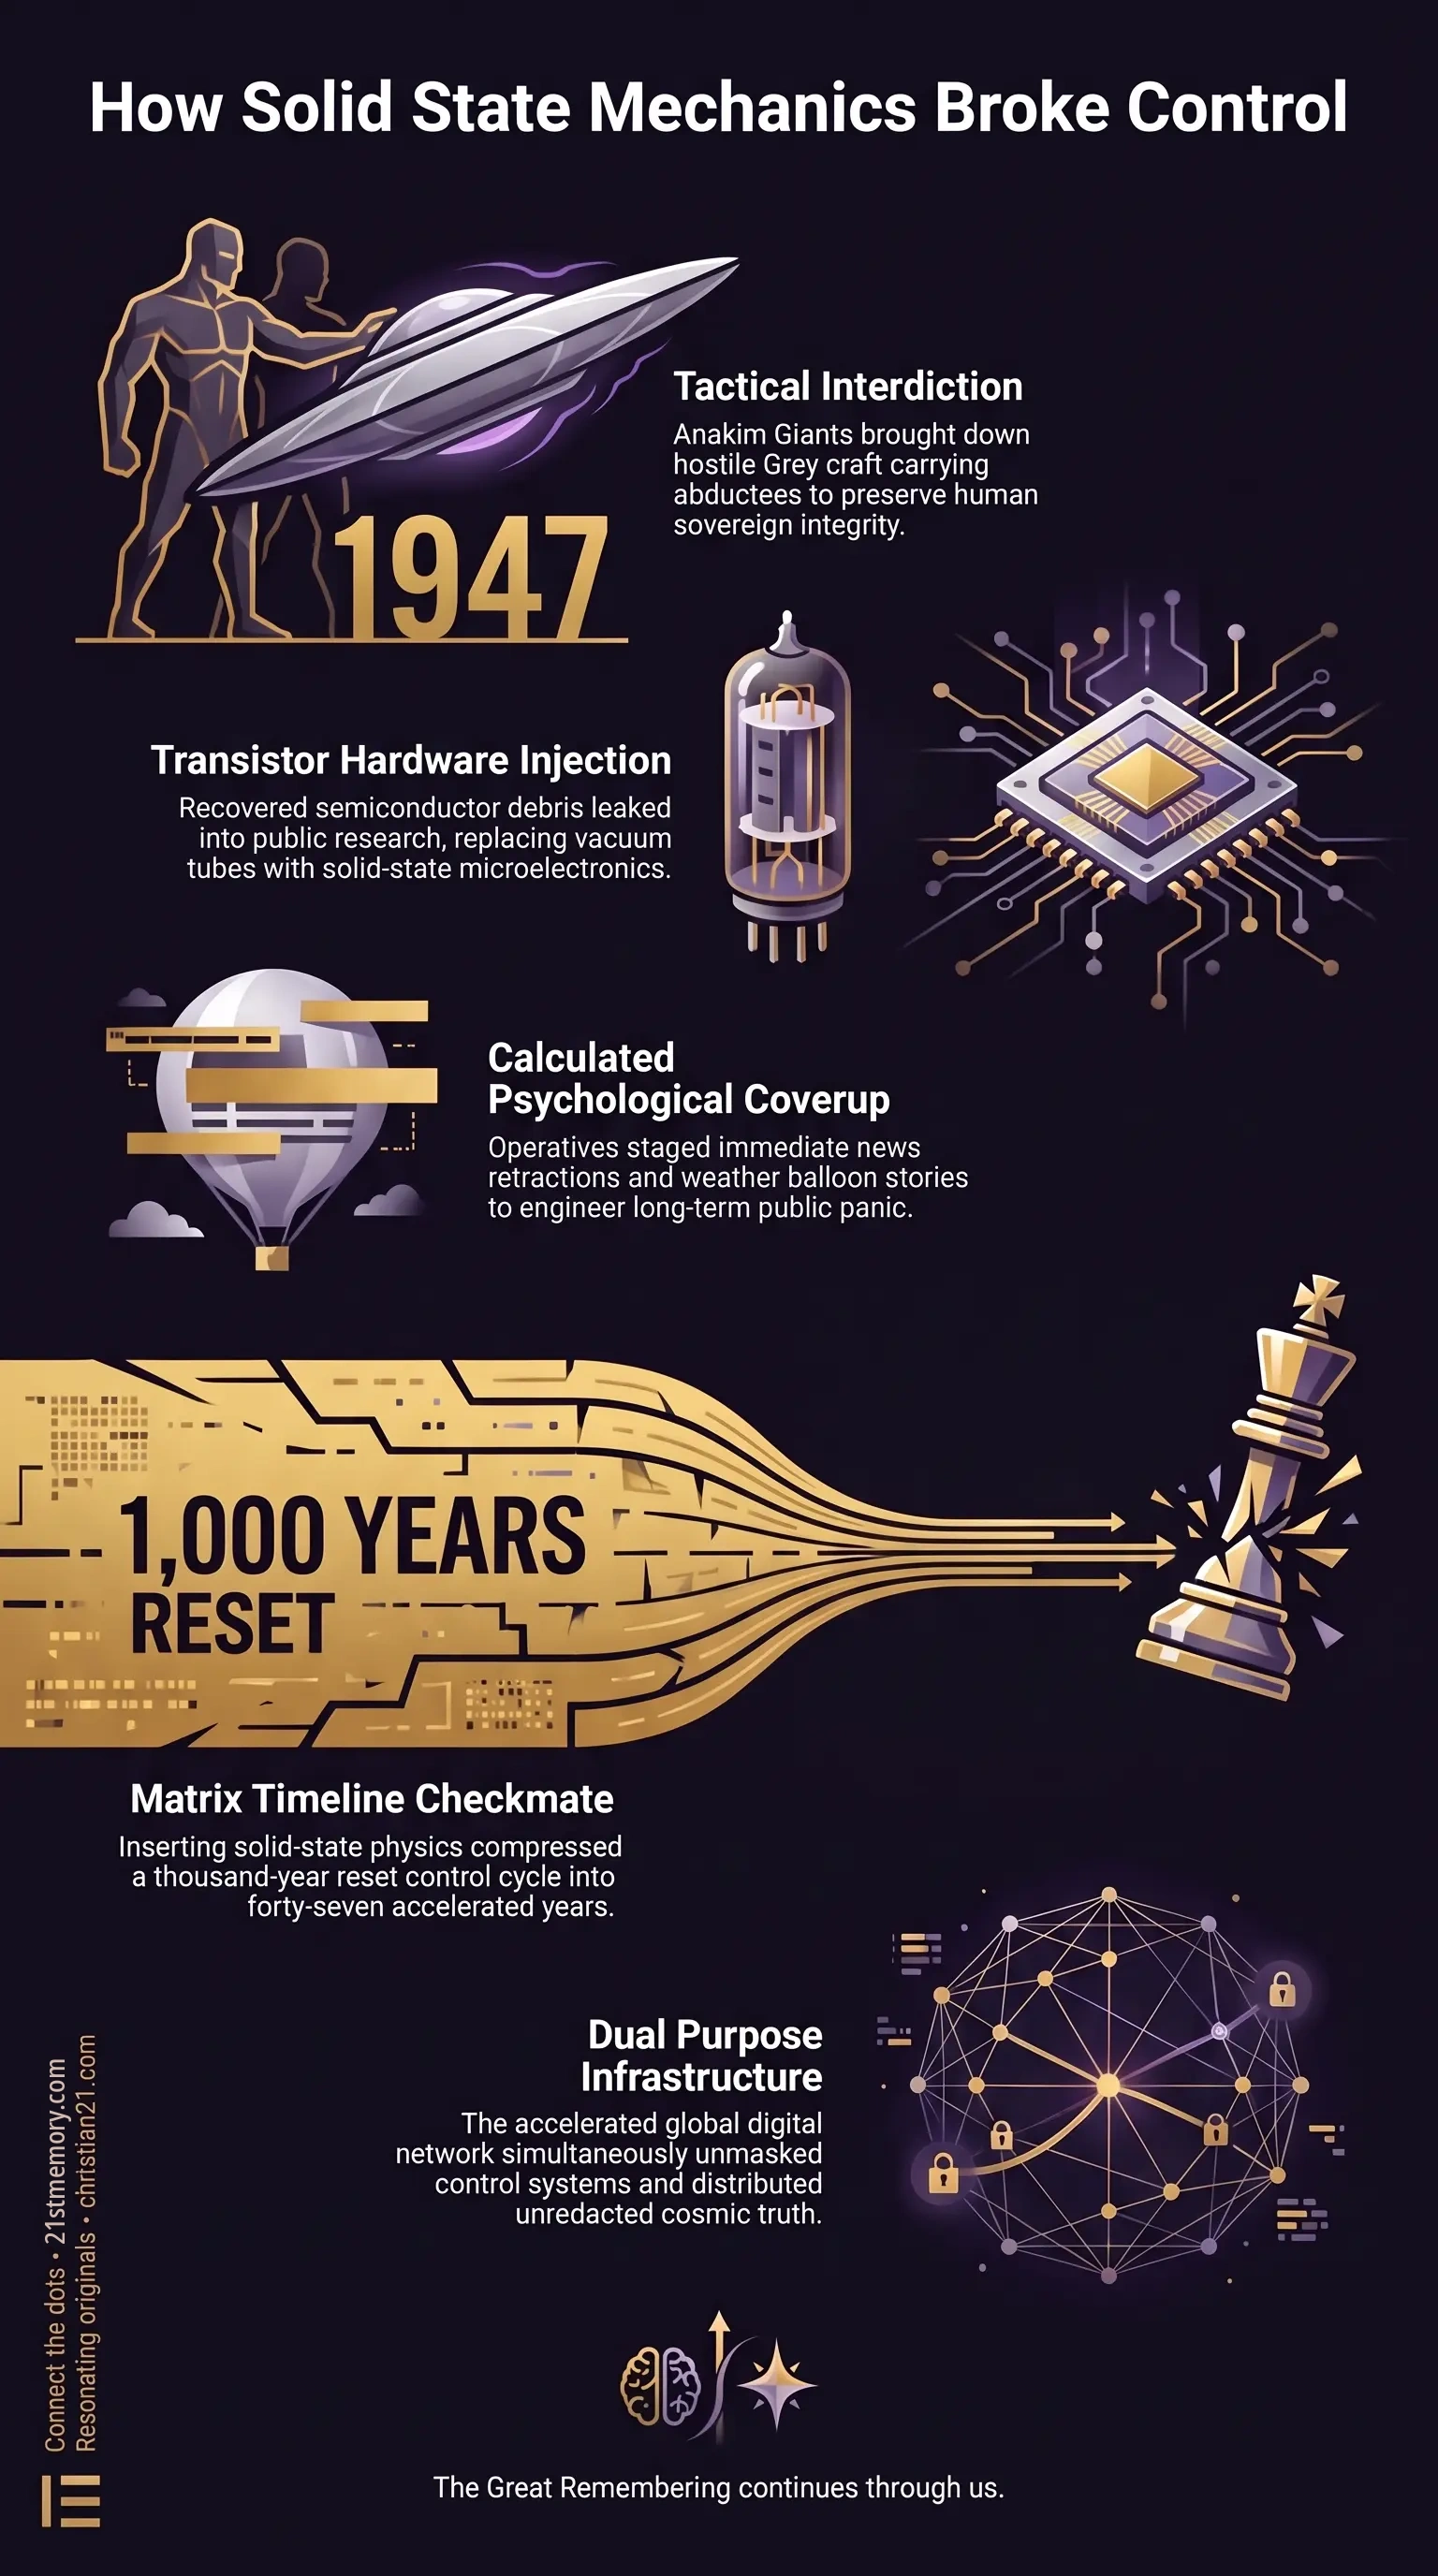 How Solid State Mechanics Broke Control
Tactical Interdiction
Anakim Giants brought down
hostile Grey craft carrying
abductees to preserve human
sovereign integrity.
1947
Transistor Hardware Injection
Recovered semiconductor debris leaked
into public research, replacing vacuum
tubes with solid-state microelectronics.
Calculated
Psychological Coverup
Operatives staged immediate news
retractions and weather balloon stories
to engineer long-term public panic.
1,000 YEARS
RESET
Matrix Timeline Checkmate
Inserting solid-state physics compressed
a thousand-year reset control cycle into
forty-seven accelerated years.
Dual Purpose
Infrastructure
The accelerated global digital
network simultaneously unmasked
control systems and distributed
unredacted cosmic truth.
Connect the dots • 21stmemory.com
Resonating originals • christian21.com
The Great Remembering continues through us.